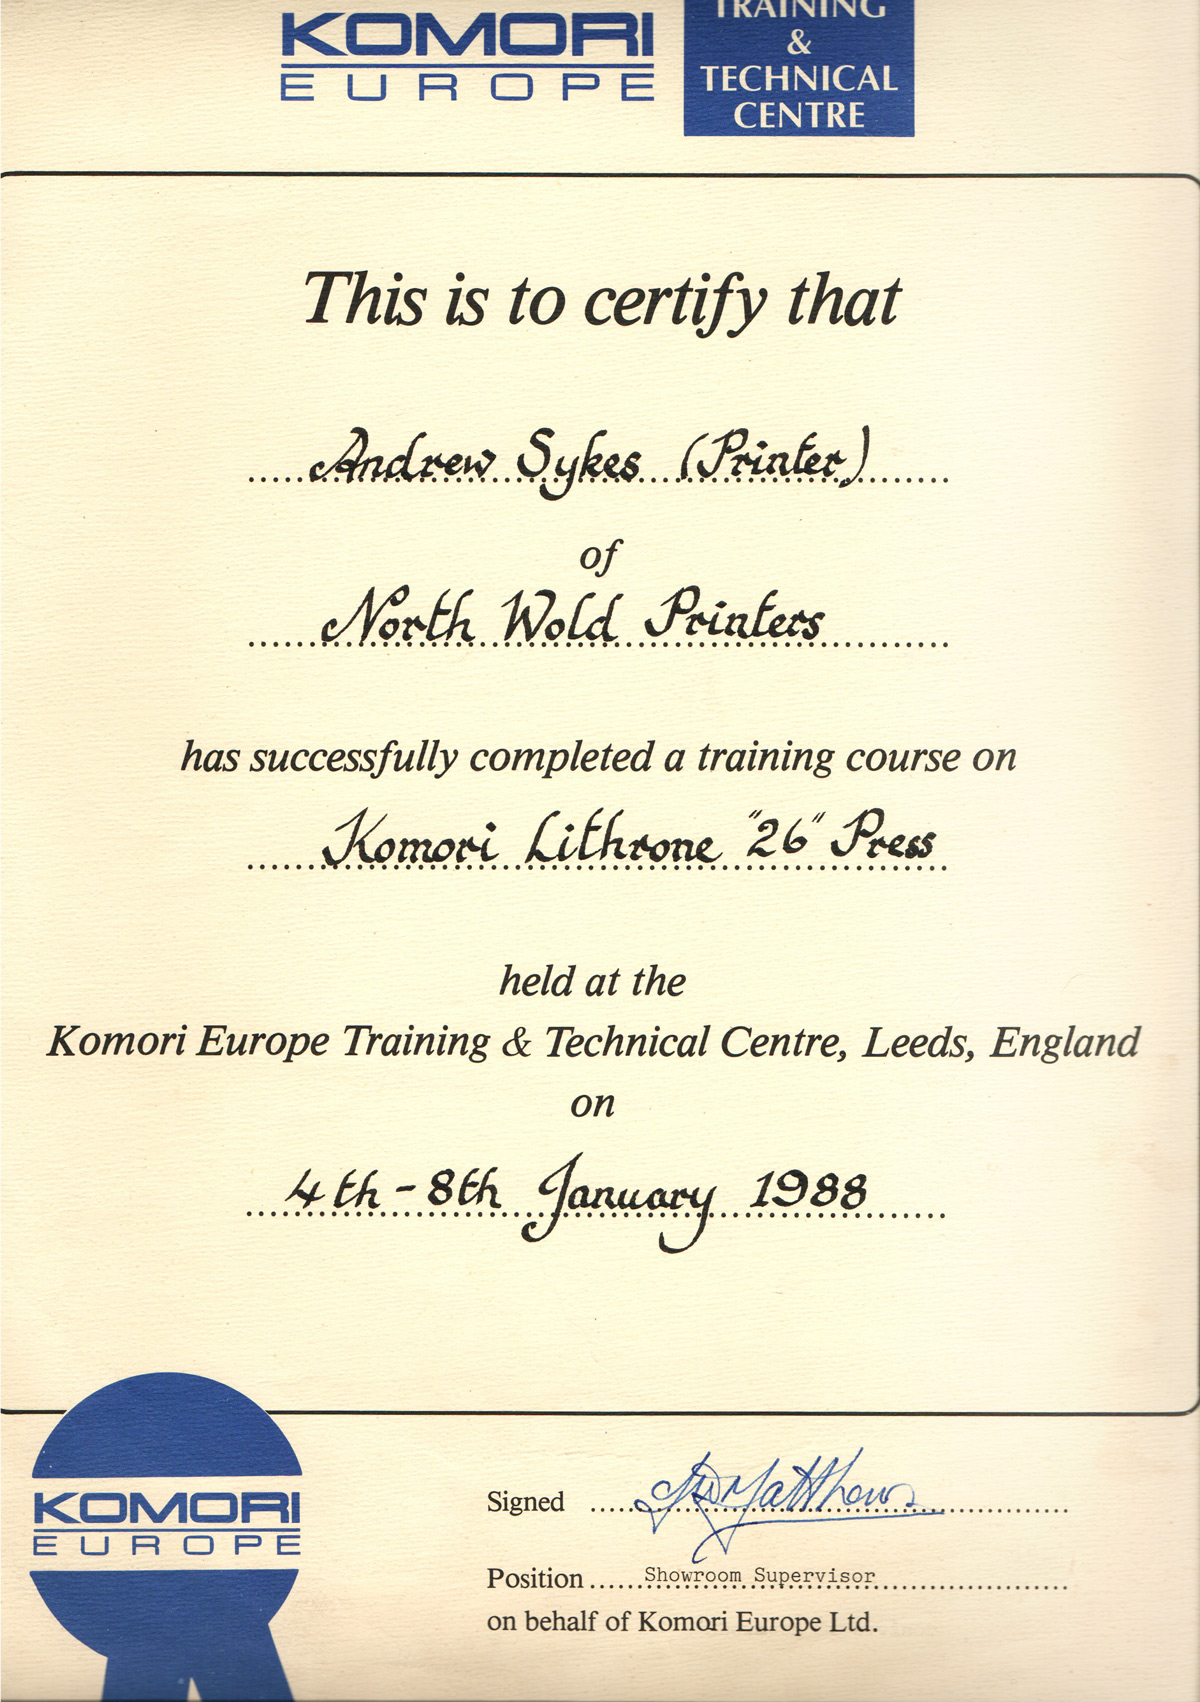 KOMORI
EUROPE
TRAINING
&
TECHNICAL
CENTRE
This is to certify that
Andrew Sykes (Printer)
of
North Wold Printers
has successfully completed a training course on
Komori Lithrone "26" Press
held at the
Komori Europe Training & Technical Centre, Leeds, England
on
4th - 8th January 1988
KOMORI
EUROPE
Signed Matthews
Position Showroom Supervisor
on behalf of Komori Europe Ltd.